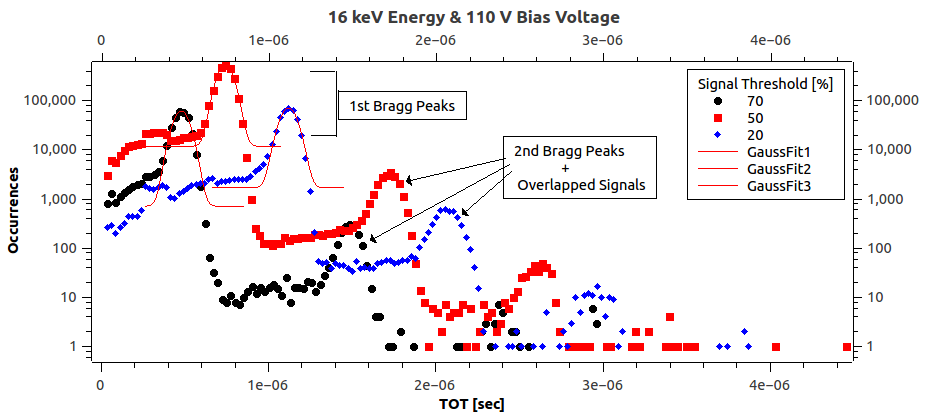 16 keV Energy & 110 V Bias Voltage
0 1e-06 2e-06 3e-06 4e-06
Signal Threshold [%]
70
50
20
GaussFit1
GaussFit2
GaussFit3
1st Bragg Peaks
2nd Bragg Peaks
+
Overlapped Signals
Occurrences
100,000 100,000
10,000 10,000
1,000 1,000
100 100
10 10
1 1
0 1e-06 2e-06 3e-06 4e-06
TOT [sec]